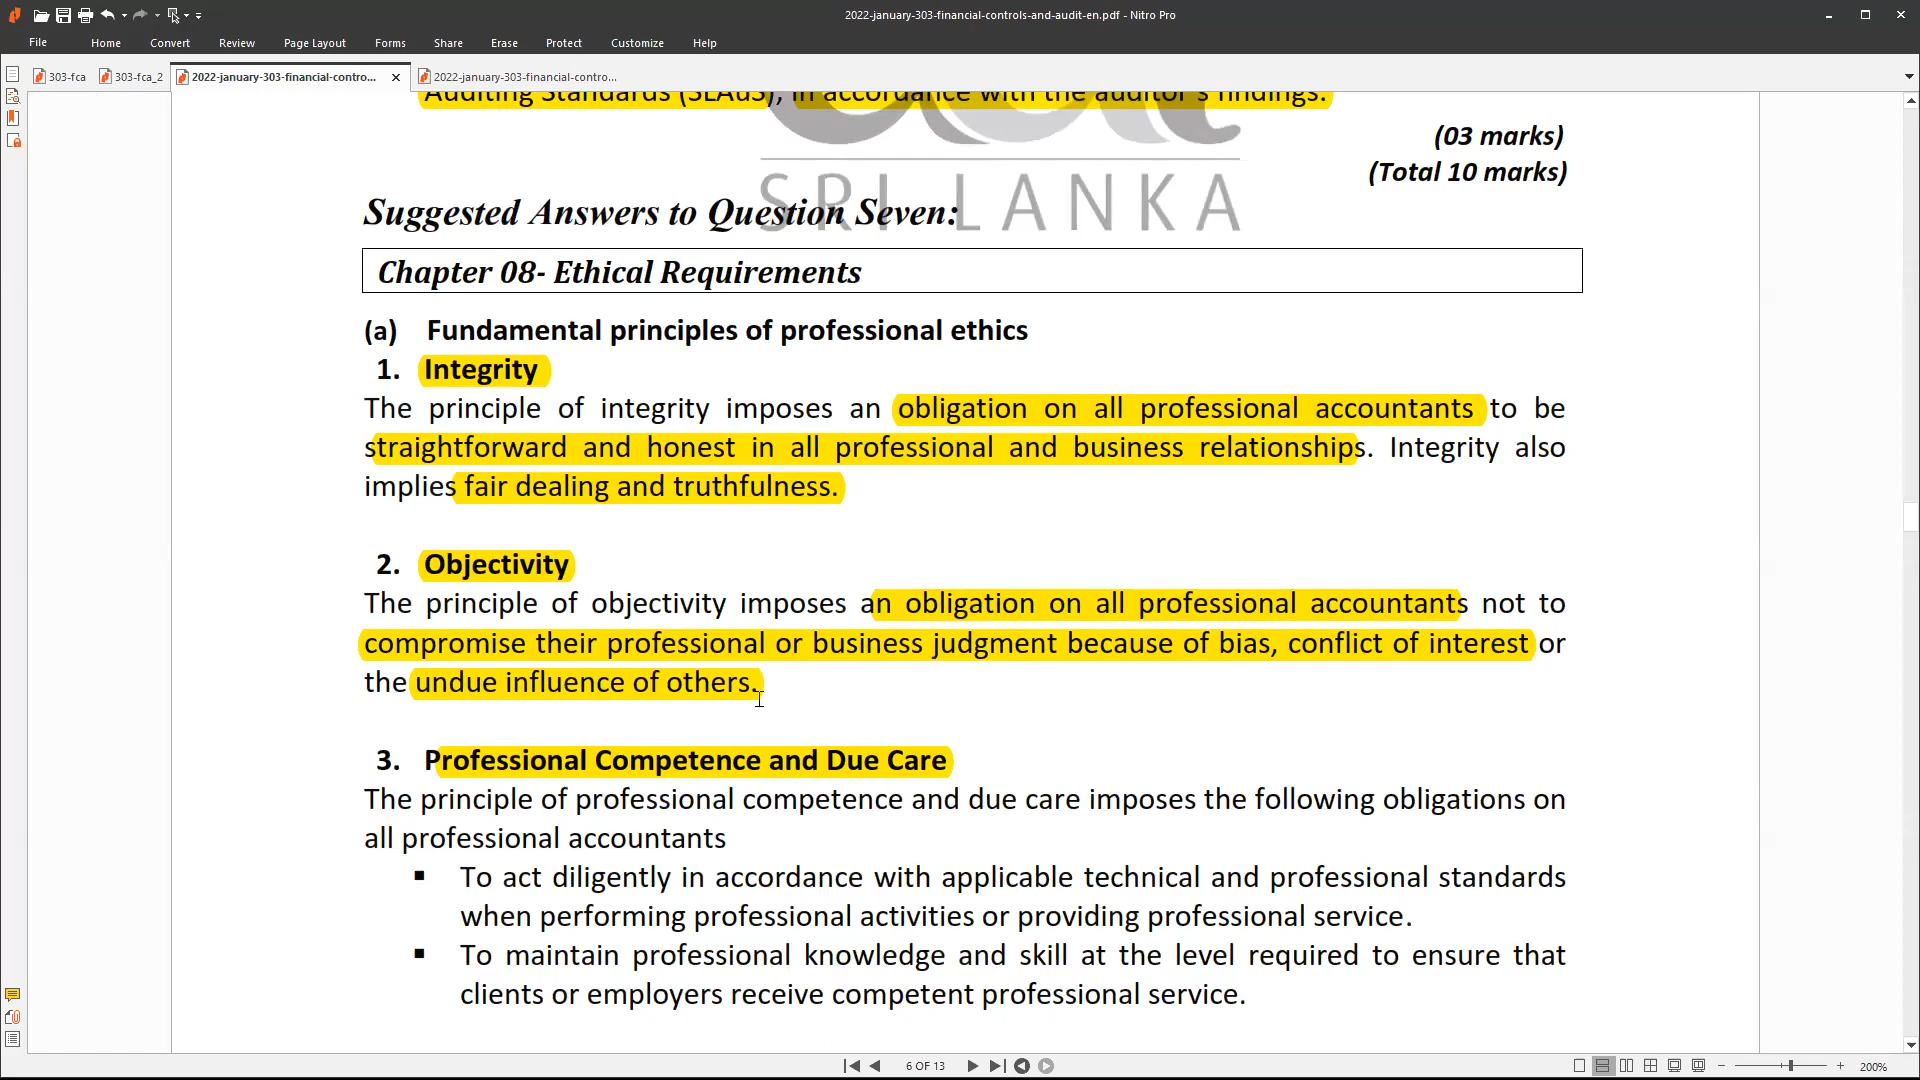 2022-january-303-financial-controls-and-audit-en.pdf - Nitro Pro
File Home Convert Review Page Layout Forms Share Erase Protect Customize Help
303-fca 303-fca_2 2022-january-303-financial-contro... 2022-january-303-financial-contro...
Auditing Standards (SLAuS), in accordance with the auditor's findings.
(03 marks)
(Total 10 marks)
SRI LANKA
Suggested Answers to Question Seven:
Chapter 08- Ethical Requirements
(a) Fundamental principles of professional ethics
1. Integrity
The principle of integrity imposes an obligation on all professional accountants to be
straightforward and honest in all professional and business relationships. Integrity also
implies fair dealing and truthfulness.
2. Objectivity
The principle of objectivity imposes an obligation on all professional accountants not to
compromise their professional or business judgment because of bias, conflict of interest or
the undue influence of others.
3. Professional Competence and Due Care
The principle of professional competence and due care imposes the following obligations on
all professional accountants
▪ To act diligently in accordance with applicable technical and professional standards
when performing professional activities or providing professional service.
▪ To maintain professional knowledge and skill at the level required to ensure that
clients or employers receive competent professional service.
6 OF 13
200%